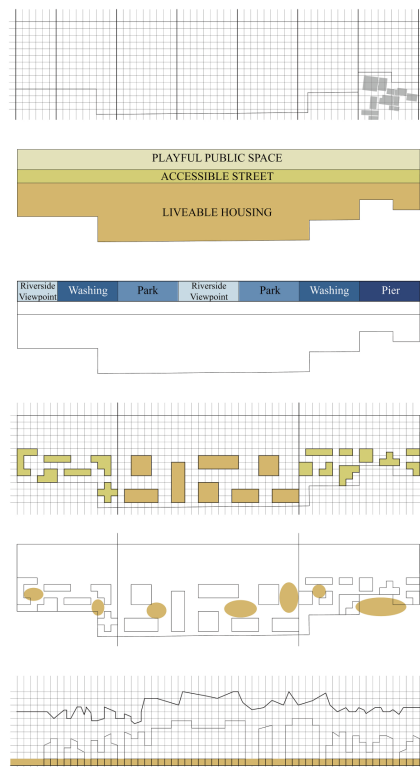 PLAYFUL PUBLIC SPACE
ACCESSIBLE STREET
LIVEABLE HOUSING
Riverside Viewpoint
Washing
Park
Riverside Viewpoint
Park
Washing
Pier